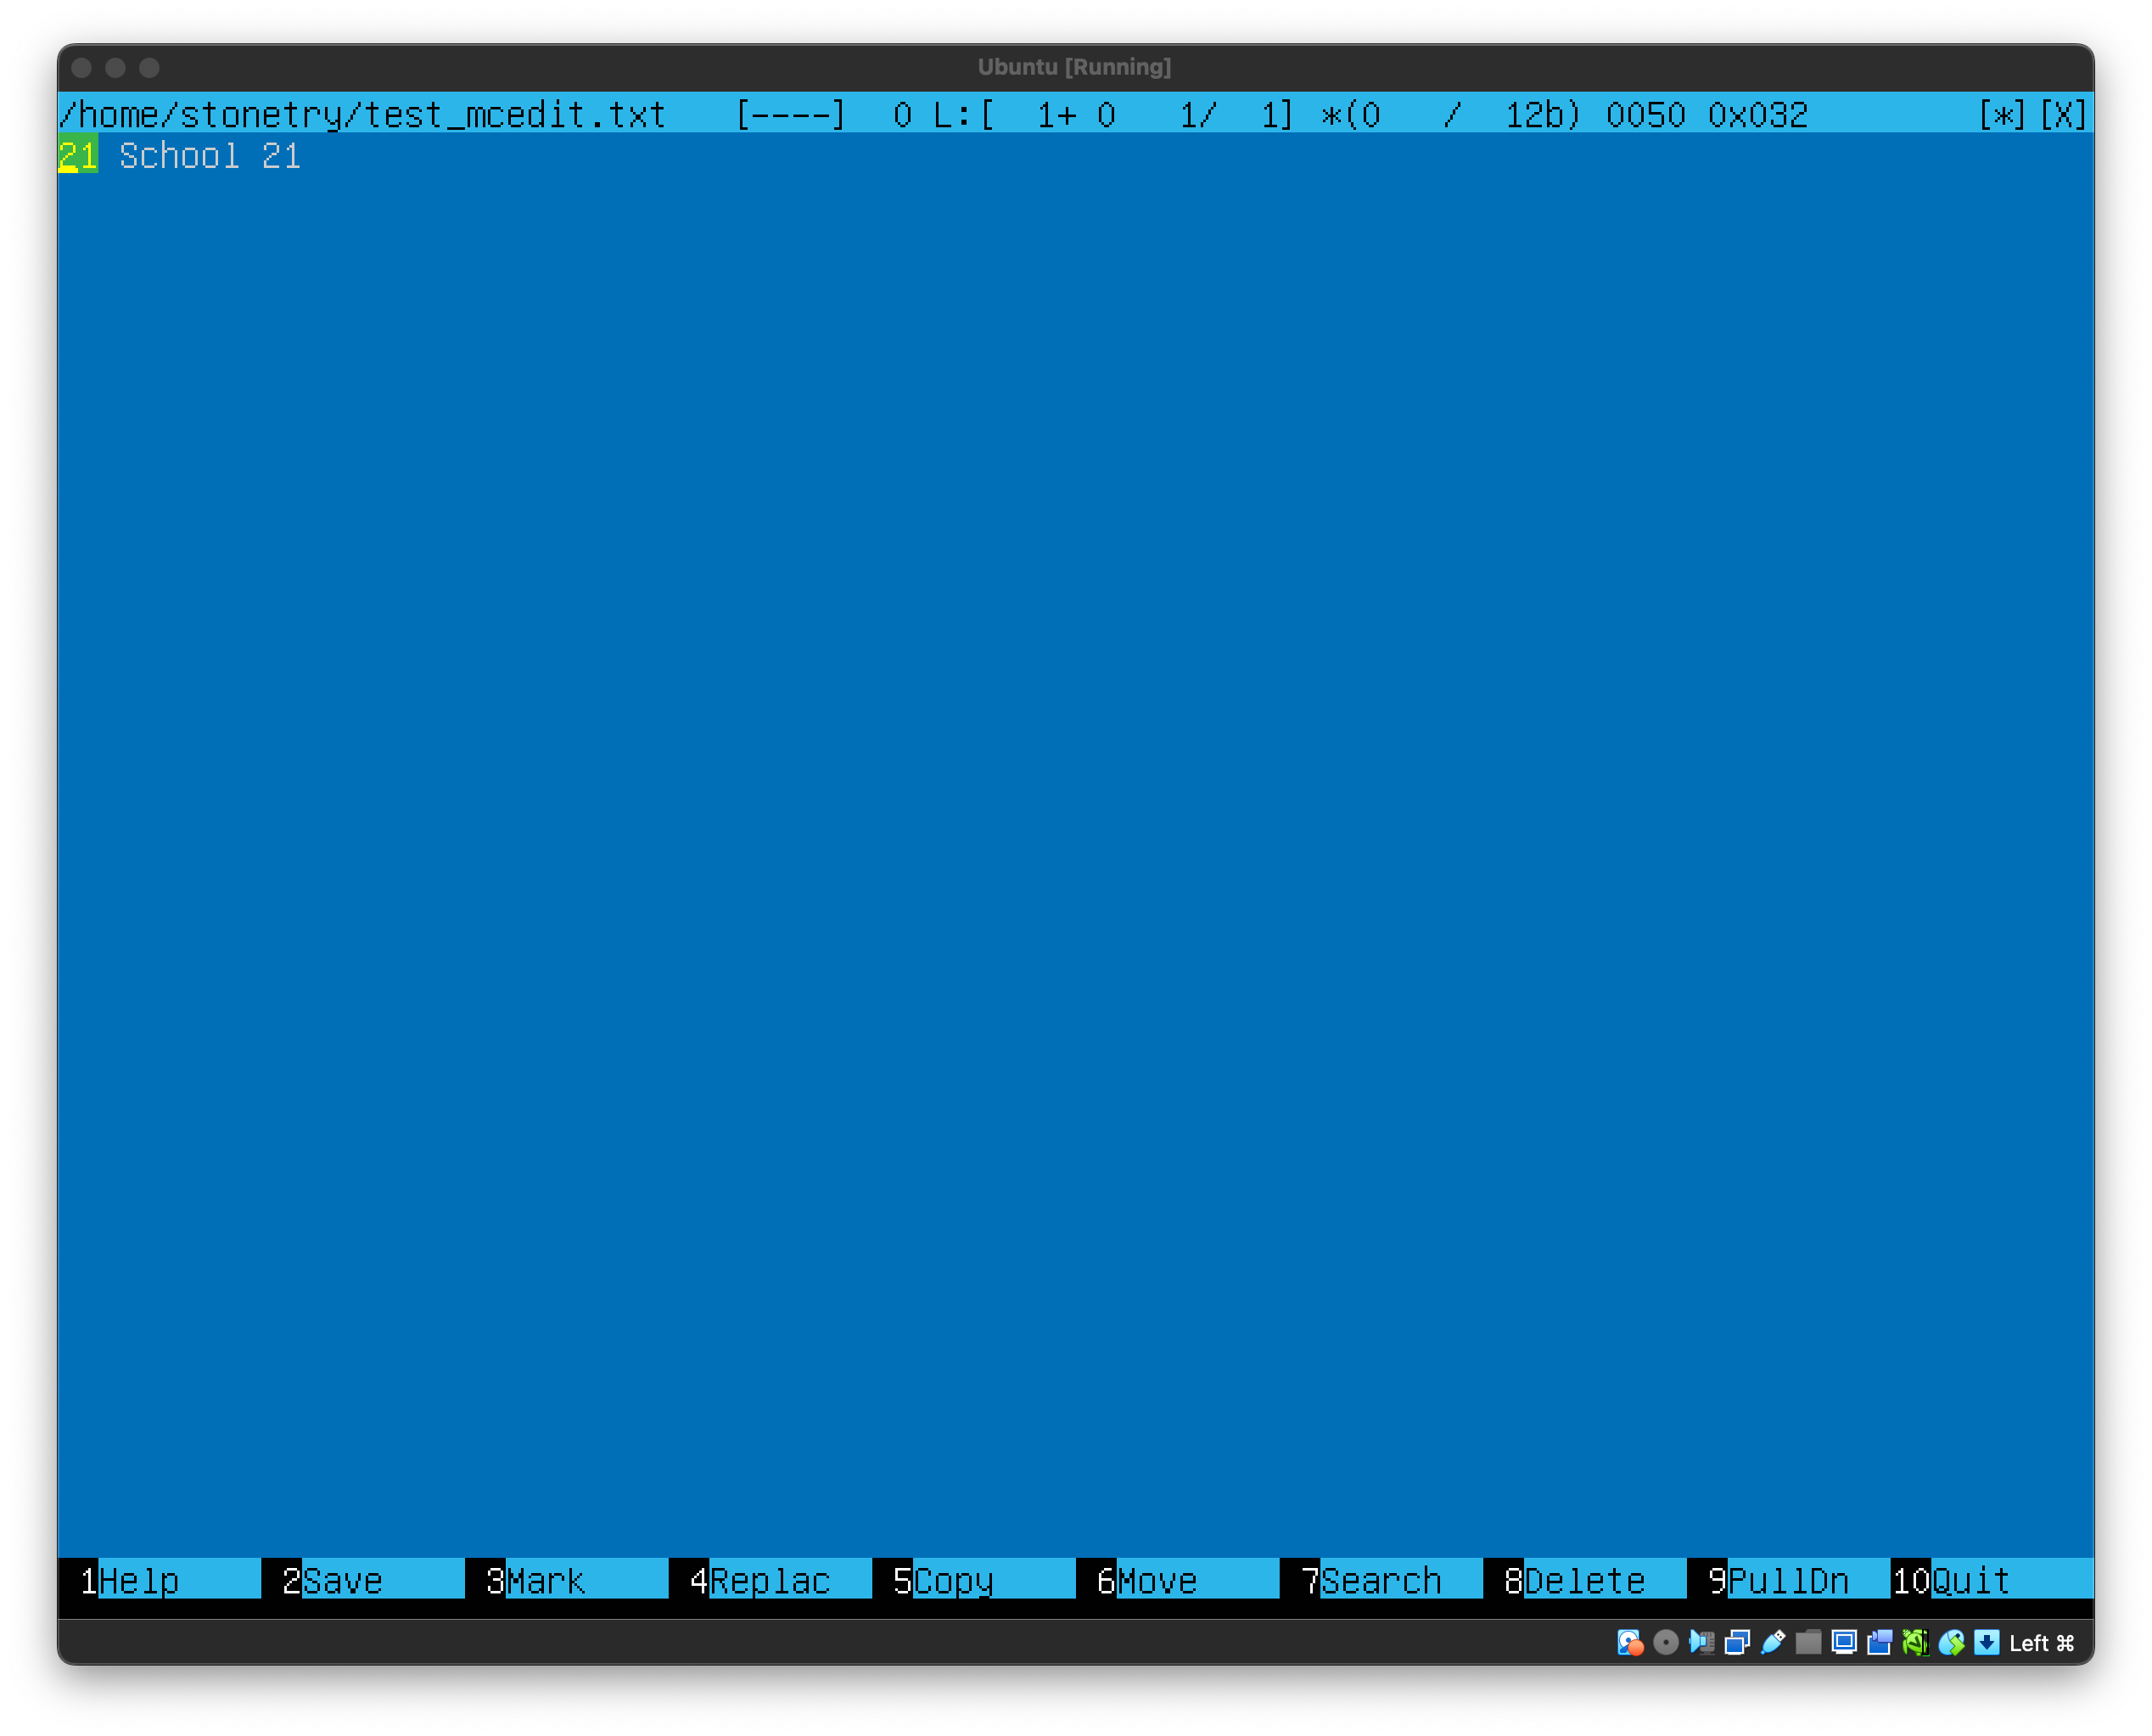 Ubuntu [Running]
/home/stonetry/test_mcedit.txt [----] 0 L:[ 1+ 0 1/ 1] *(0 / 12b) 0050 0x032 [*][X]
21 School 21
1Help 2Save 3Mark 4Replac 5Copy 6Move 7Search 8Delete 9PullDn 10Quit
Left ⌘